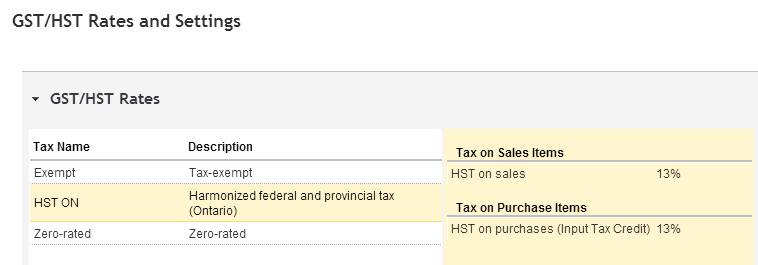 GST/HST Rates and Settings
GST/HST Rates
Tax Name Description
Exempt Tax-exempt
HST ON Harmonized federal and provincial tax
(Ontario)
Zero-rated Zero-rated
Tax on Sales Items
HST on sales 13%
Tax on Purchase Items
HST on purchases (Input Tax Credit) 13%